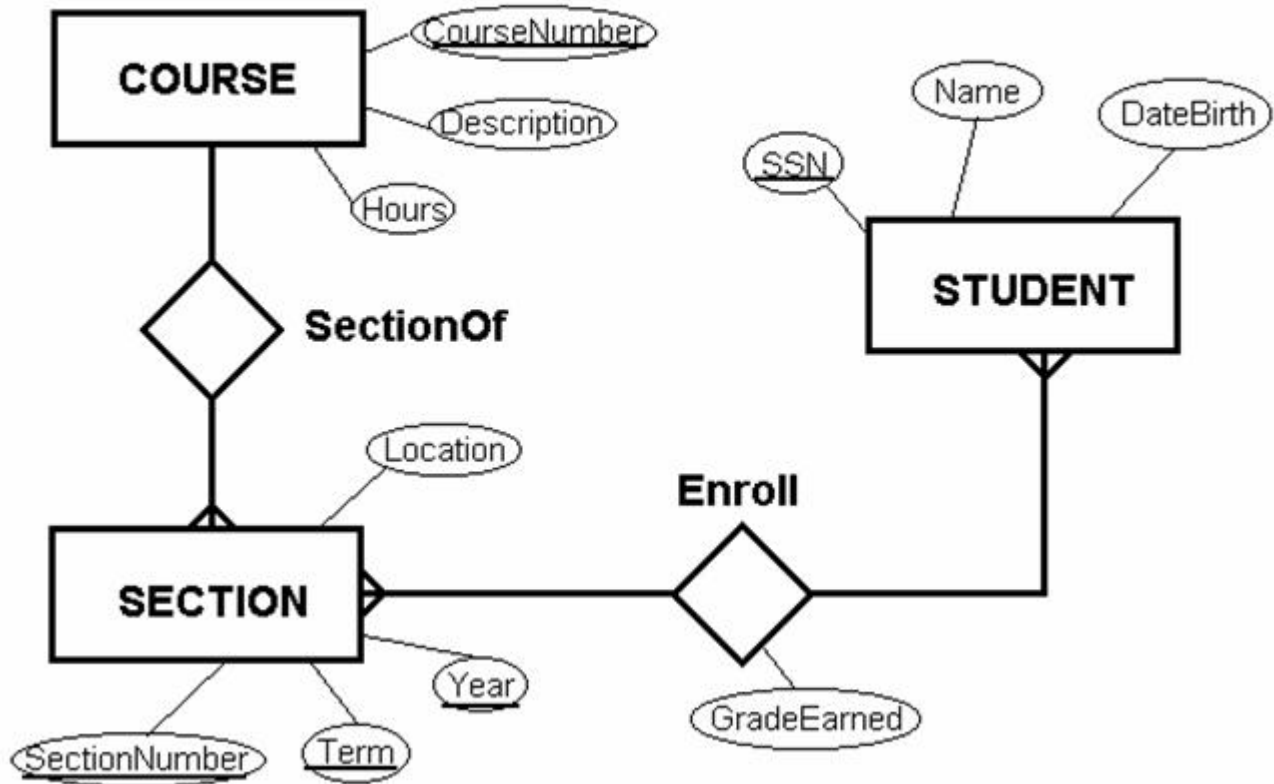 CourseNumber
COURSE
Description
Name
DateBirth
SSN
Hours
STUDENT
SectionOf
Location
Enroll
SECTION
Year
GradeEarned
SectionNumber
Term